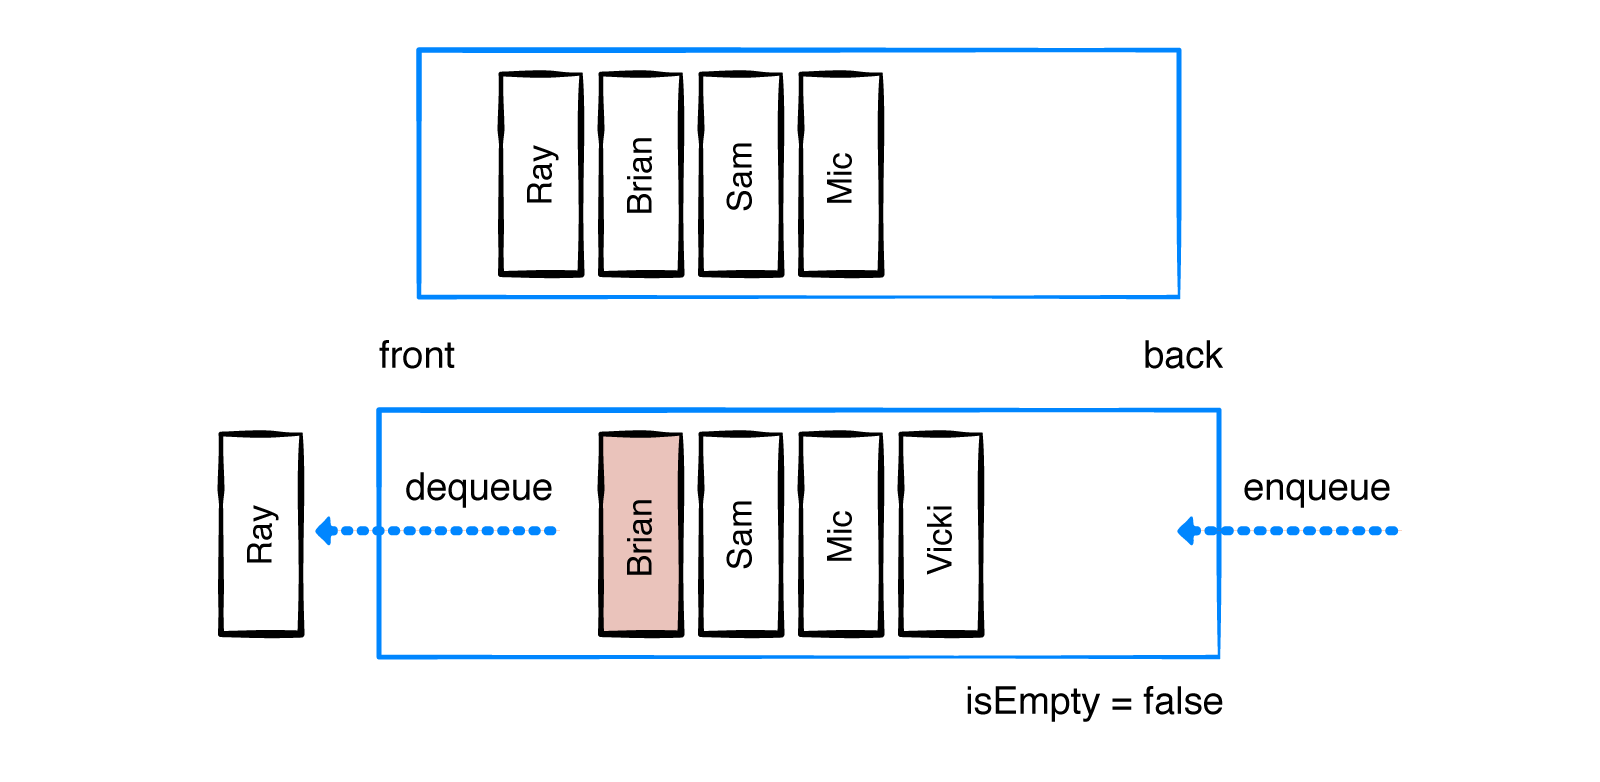 Ray
Brian
Sam
Mic
front
back
Ray
dequeue
Brian
Sam
Mic
Vicki
enqueue
isEmpty = false